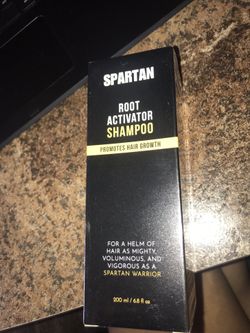 SPARTAN
ROOT
ACTIVATOR
SHAMPOO
PROMOTES HAIR GROWTH
FOR A HELM OF
HAIR AS MIGHTY,
VOLUMINOUS, AND
VIGOROUS AS A
SPARTAN WARRIOR
200 ml / 6.8 fl oz